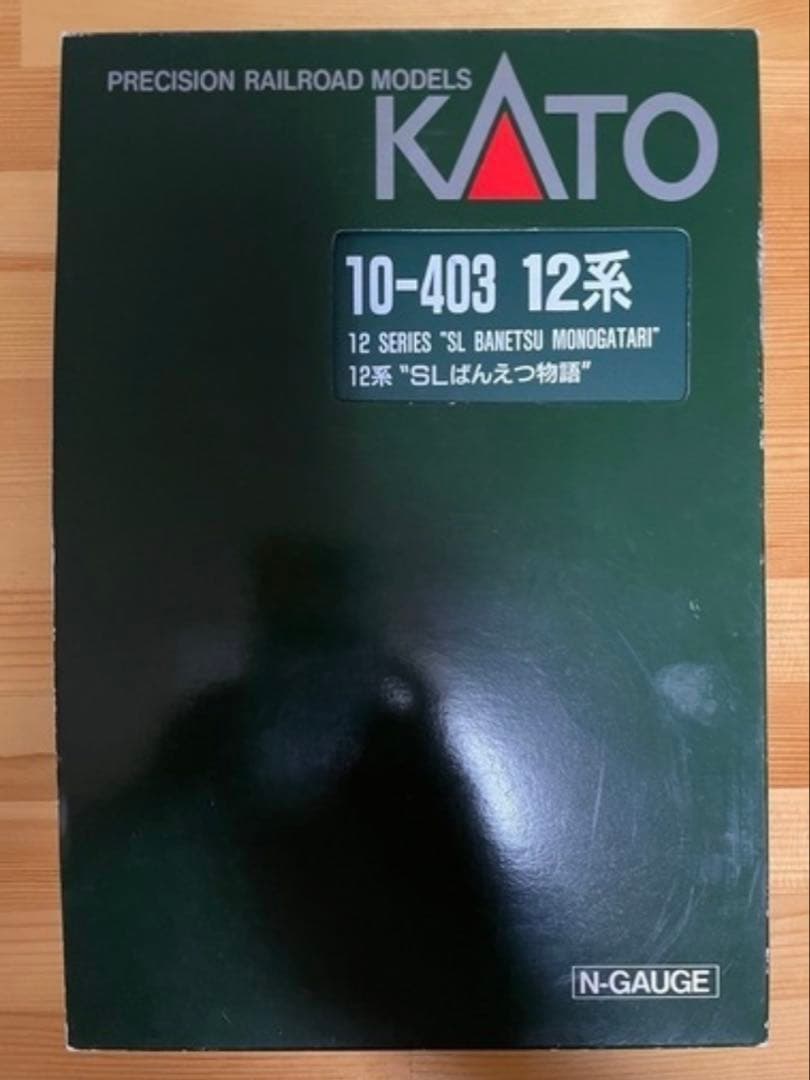 PRECISION RAILROAD MODELS
KATO
10-403 12系
12 SERIES "SL BANETSU MONOGATARI"
12系 "SLばんえつ物語"
N-GAUGE